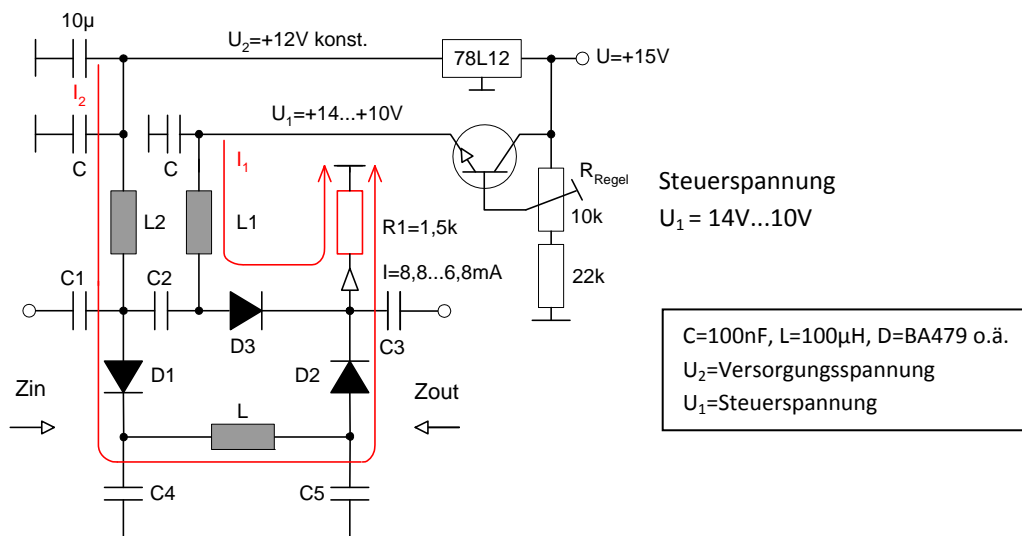 10µ
U₂=+12V konst.
78L12
U=+15V
I₂
C
C
U₁=+14...+10V
I₁
R_Regel
10k
22k
Steuerspannung
U₁ = 14V...10V
L2
L1
R1=1,5k
I=8,8...6,8mA
C1
C2
D3
C3
D1
D2
Zin
Zout
L
C4
C5
C=100nF, L=100µH, D=BA479 o.ä.
U₂=Versorgungsspannung
U₁=Steuerspannung